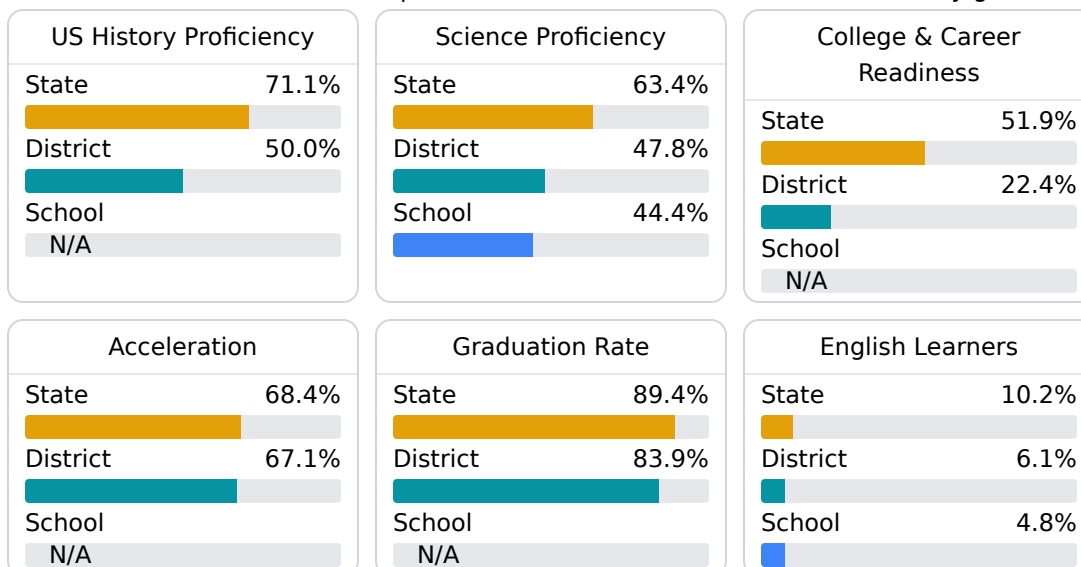 US History Proficiency
State 71.1%
District 50.0%
School
N/A
Science Proficiency
State 63.4%
District 47.8%
School 44.4%
College & Career
Readiness
State 51.9%
District 22.4%
School
N/A
Acceleration
State 68.4%
District 67.1%
School
N/A
Graduation Rate
State 89.4%
District 83.9%
School
N/A
English Learners
State 10.2%
District 6.1%
School 4.8%